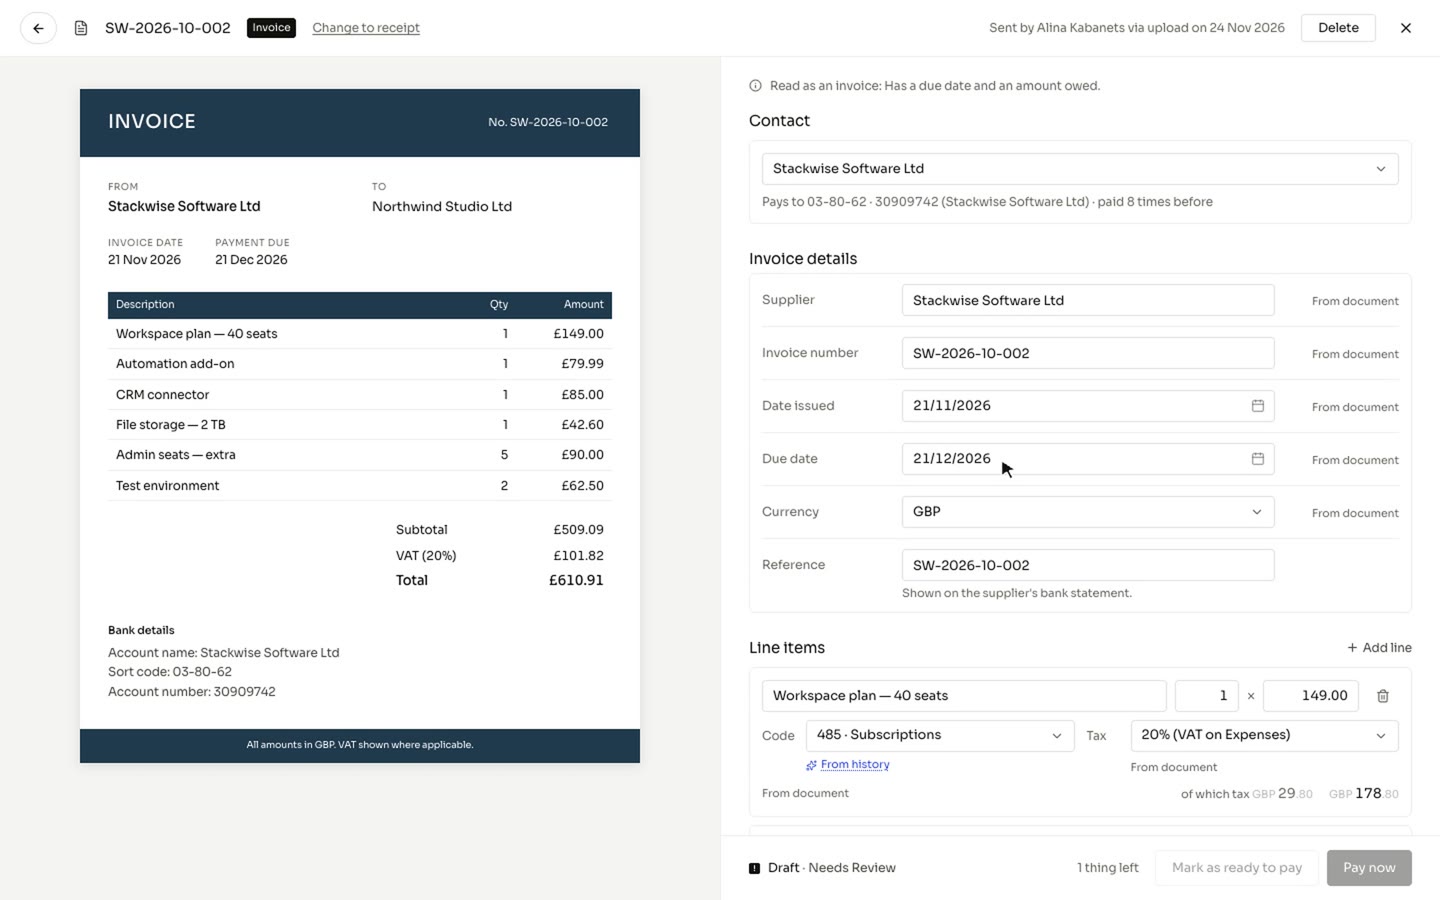 SW-2026-10-002 Invoice Change to receipt
Sent by Alina Kabanets via upload on 24 Nov 2026 Delete
INVOICE
No. SW-2026-10-002
FROM
Stackwise Software Ltd
TO
Northwind Studio Ltd
INVOICE DATE
21 Nov 2026
PAYMENT DUE
21 Dec 2026
Description Qty Amount
Workspace plan — 40 seats 1 £149.00
Automation add-on 1 £79.99
CRM connector 1 £85.00
File storage — 2 TB 1 £42.60
Admin seats — extra 5 £90.00
Test environment 2 £62.50
Subtotal £509.09
VAT (20%) £101.82
Total £610.91
Bank details
Account name: Stackwise Software Ltd
Sort code: 03-80-62
Account number: 30909742
All amounts in GBP. VAT shown where applicable.
Read as an invoice: Has a due date and an amount owed.
Contact
Stackwise Software Ltd
Pays to 03-80-62 · 30909742 (Stackwise Software Ltd) · paid 8 times before
Invoice details
Supplier Stackwise Software Ltd From document
Invoice number SW-2026-10-002 From document
Date issued 21/11/2026 From document
Due date 21/12/2026 From document
Currency GBP From document
Reference SW-2026-10-002
Shown on the supplier's bank statement.
Line items + Add line
Workspace plan — 40 seats 1 × 149.00
Code 485 · Subscriptions Tax 20% (VAT on Expenses)
From history From document
From document of which tax GBP 29.80 GBP 178.80
Draft · Needs Review 1 thing left Mark as ready to pay Pay now